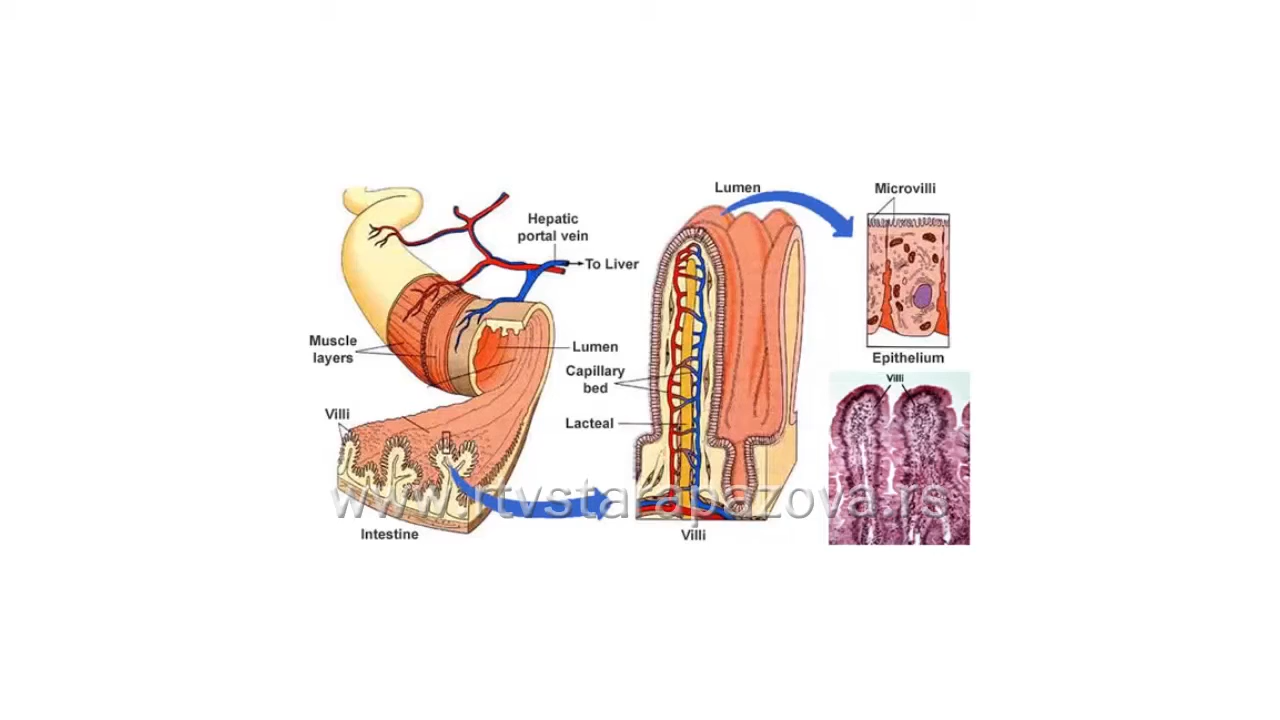 Lumen
Microvilli
Hepatic
portal vein
To Liver
Muscle
layers
Lumen
Capillary
bed
Epithelium
Villi
Villi
Lacteal
www.rtvstarapazova.rs
Intestine
Villi